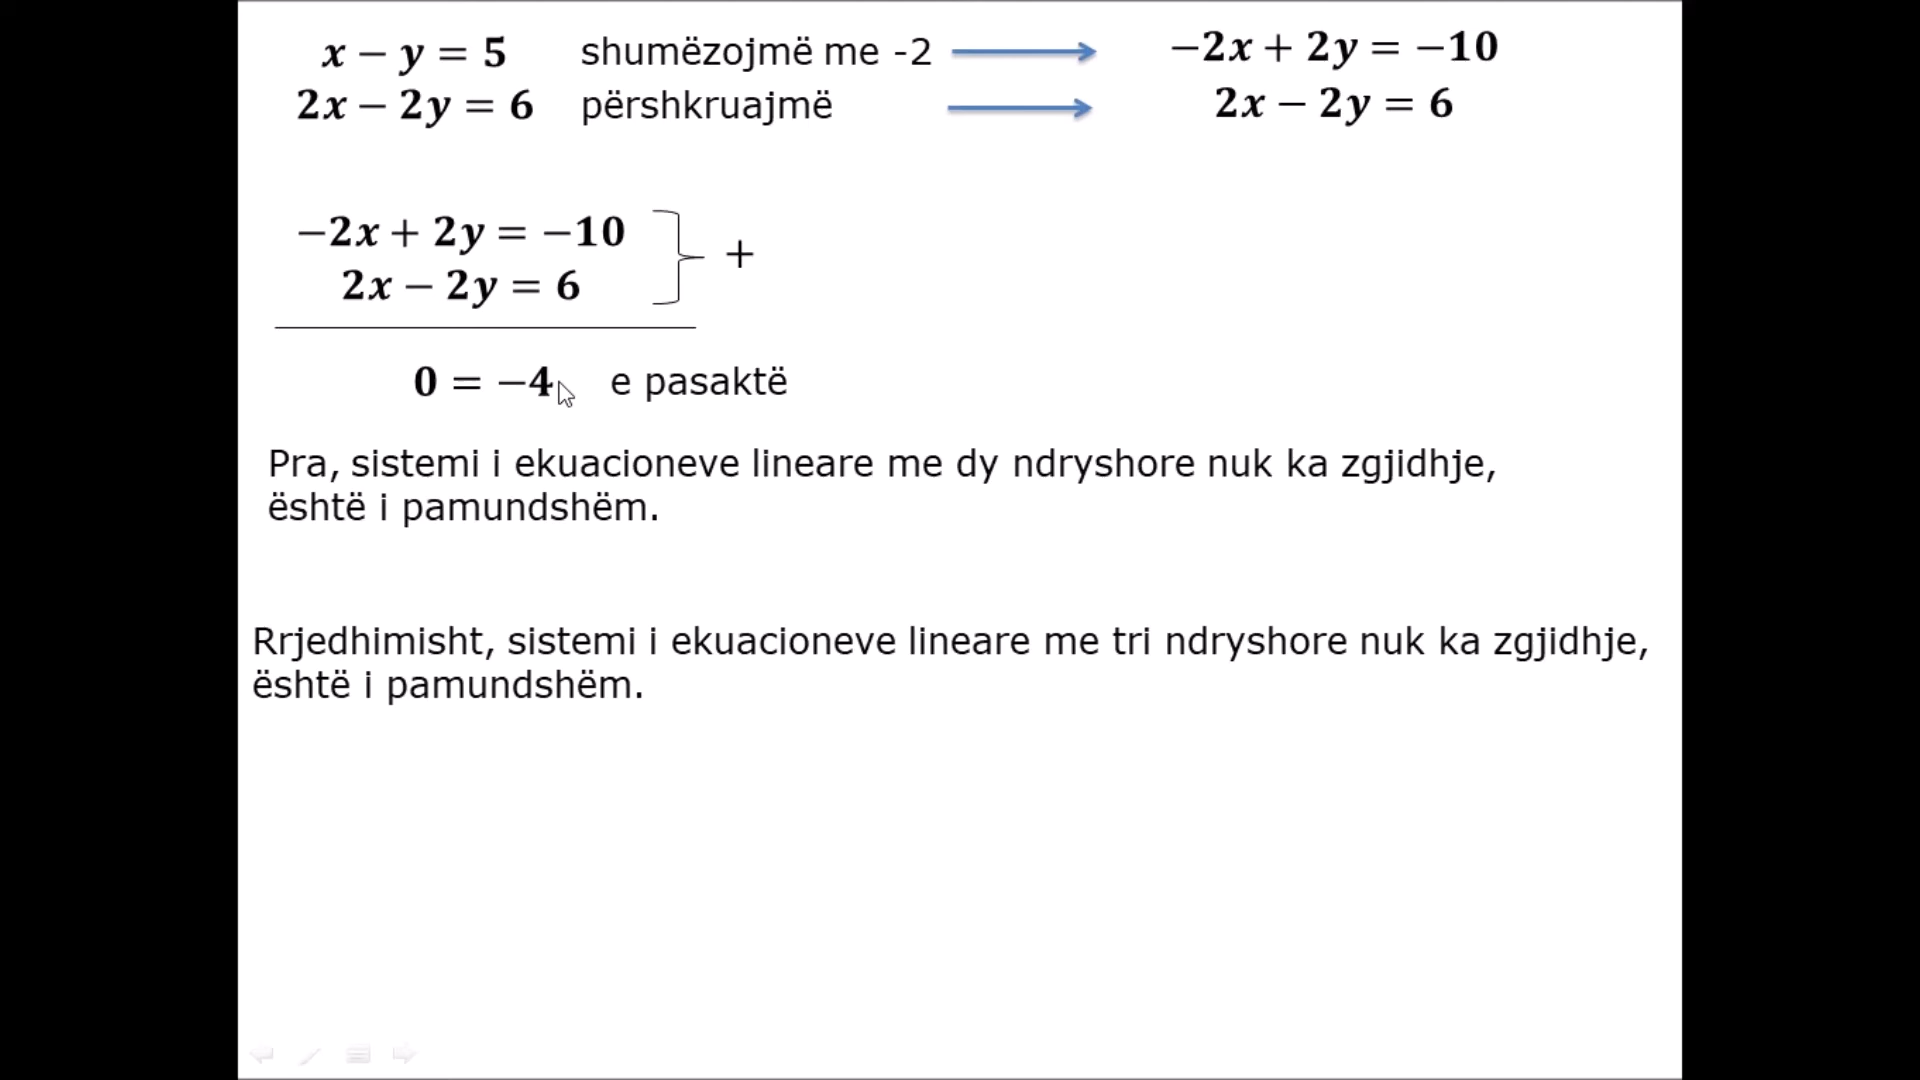 x − y = 5 shumëzojmë me -2 −2x + 2y = −10
2x − 2y = 6 përshkruajmë 2x − 2y = 6
−2x + 2y = −10
2x − 2y = 6
+
0 = −4 e pasaktë
Pra, sistemi i ekuacioneve lineare me dy ndryshore nuk ka zgjidhje,
është i pamundshëm.
Rrjedhimisht, sistemi i ekuacioneve lineare me tri ndryshore nuk ka zgjidhje,
është i pamundshëm.